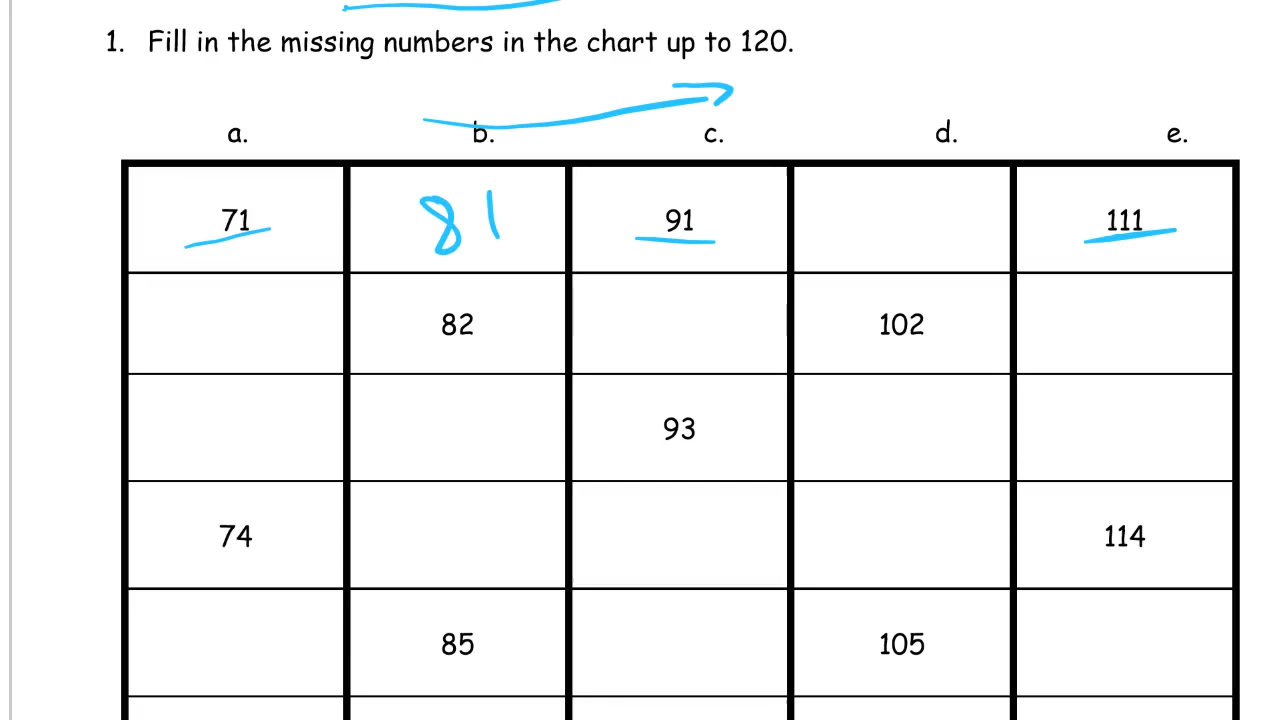 1. Fill in the missing numbers in the chart up to 120.
a. b. c. d. e.
71 81 91 111
82 102
93
74 114
85 105